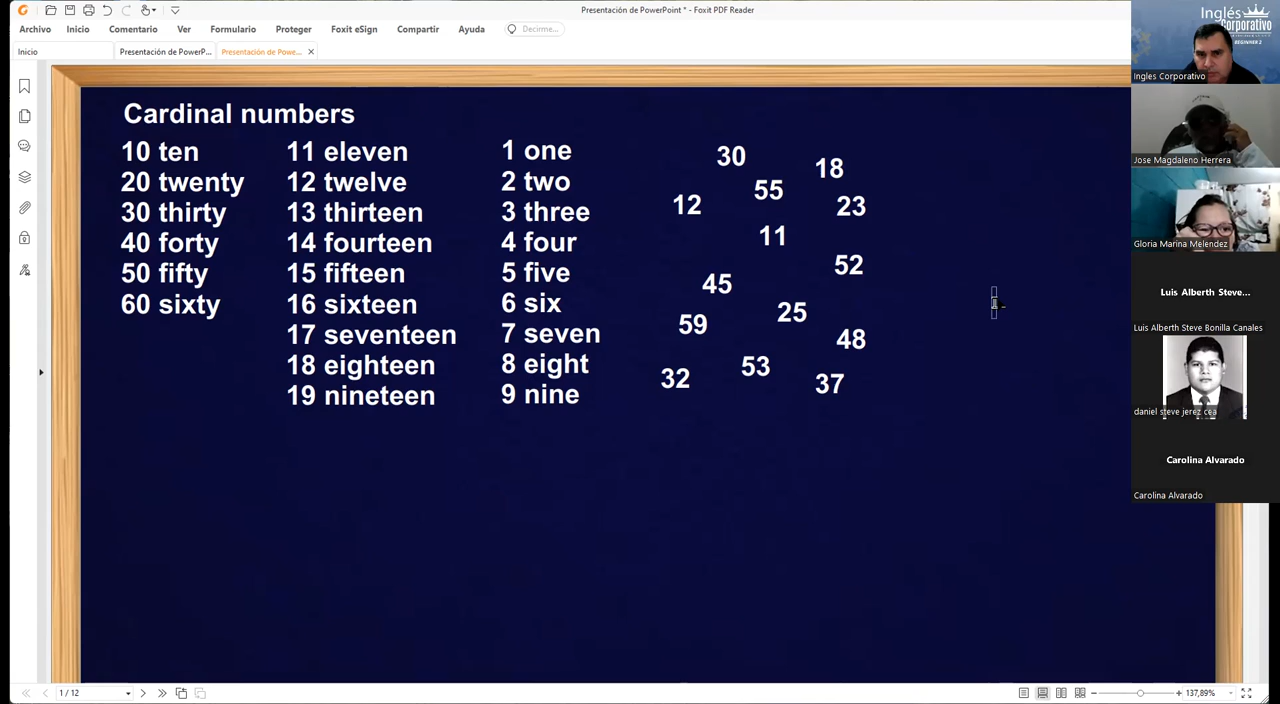 Presentación de PowerPoint * - Foxit PDF Reader
Archivo Inicio Comentario Ver Formulario Proteger Foxit eSign Compartir Ayuda Decirme...
Inicio Presentación de PowerP... Presentación de Powe...
Cardinal numbers
10 ten
20 twenty
30 thirty
40 forty
50 fifty
60 sixty
11 eleven
12 twelve
13 thirteen
14 fourteen
15 fifteen
16 sixteen
17 seventeen
18 eighteen
19 nineteen
1 one
2 two
3 three
4 four
5 five
6 six
7 seven
8 eight
9 nine
30
18
55
12
23
11
52
45
25
59
48
53
32
37
Inglés
Corporativo
BEGINNER 2
Ingles Corporativo
Jose Magdaleno Herrera
Gloria Marina Melendez
Luis Alberth Steve...
Luis Alberth Steve Bonilla Canales
daniel steve jerez cea
Carolina Alvarado
Carolina Alvarado
1 / 12
137,89%